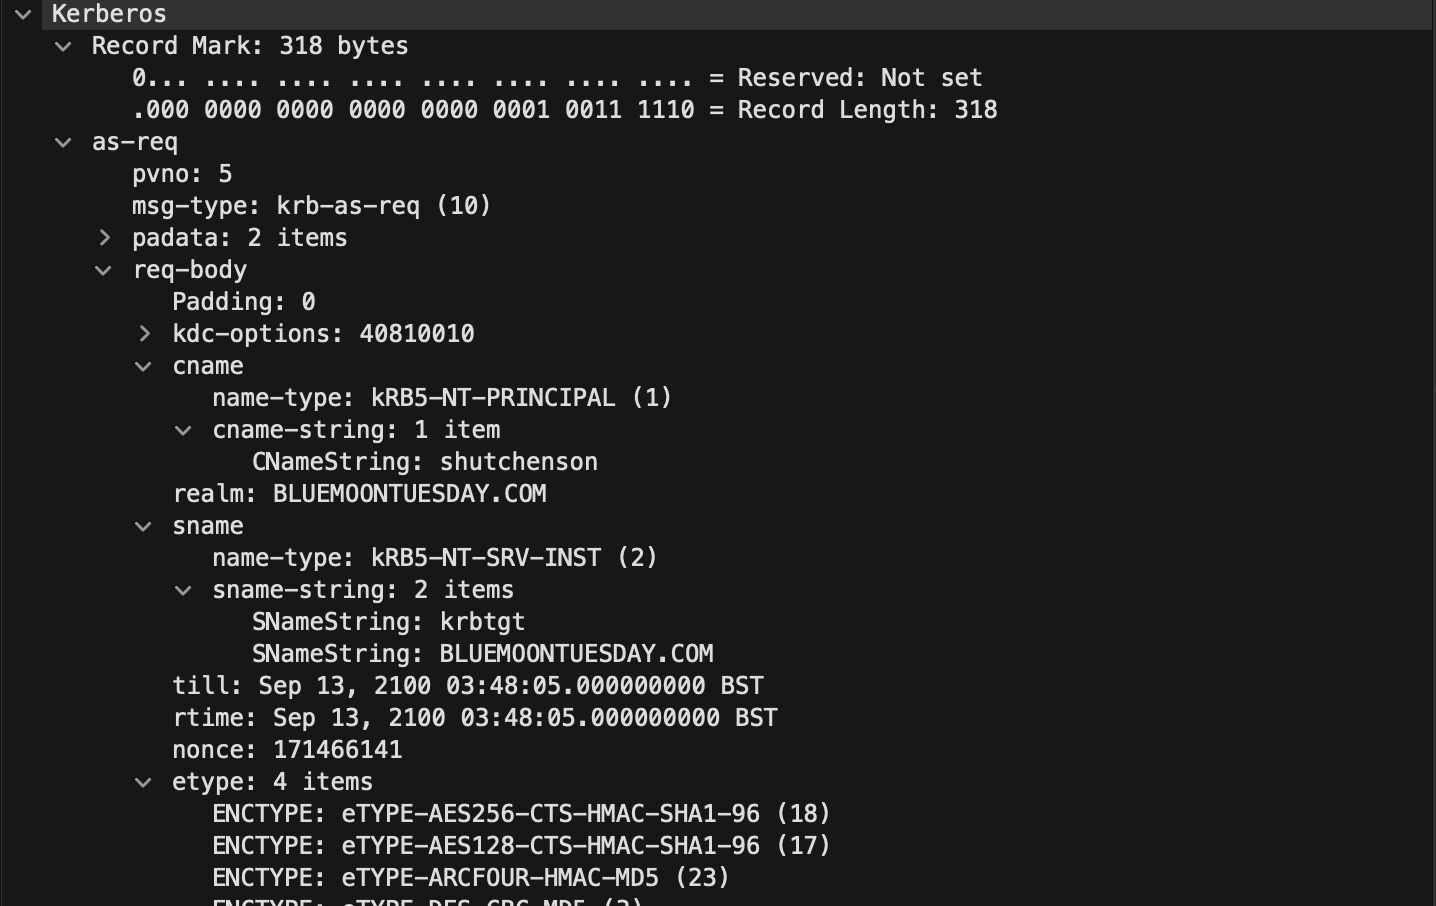 Kerberos
Record Mark: 318 bytes
0... .... .... .... .... .... .... .... = Reserved: Not set
.000 0000 0000 0000 0000 0001 0011 1110 = Record Length: 318
as-req
pvno: 5
msg-type: krb-as-req (10)
padata: 2 items
req-body
Padding: 0
kdc-options: 40810010
cname
name-type: kRB5-NT-PRINCIPAL (1)
cname-string: 1 item
CNameString: shutchenson
realm: BLUEMOONTUESDAY.COM
sname
name-type: kRB5-NT-SRV-INST (2)
sname-string: 2 items
SNameString: krbtgt
SNameString: BLUEMOONTUESDAY.COM
till: Sep 13, 2100 03:48:05.000000000 BST
rtime: Sep 13, 2100 03:48:05.000000000 BST
nonce: 171466141
etype: 4 items
ENCTYPE: eTYPE-AES256-CTS-HMAC-SHA1-96 (18)
ENCTYPE: eTYPE-AES128-CTS-HMAC-SHA1-96 (17)
ENCTYPE: eTYPE-ARCFOUR-HMAC-MD5 (23)
ENCTYPE: eTYPE-DES-CBC-MD5 (3)